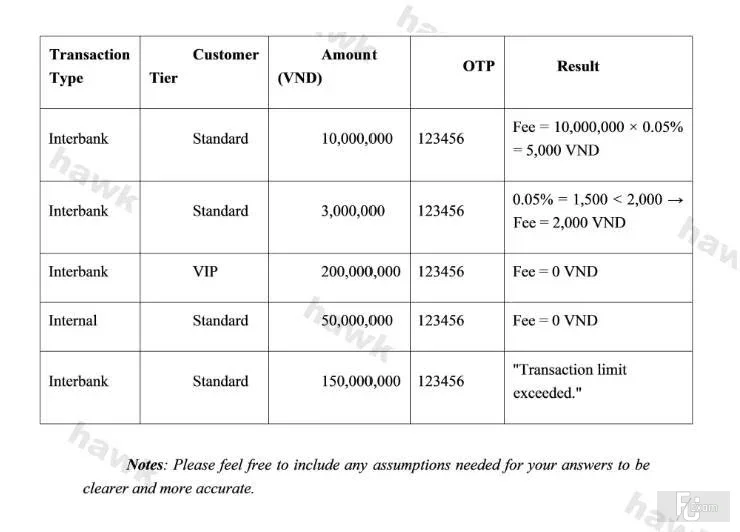 Transaction Type Customer Tier Amount (VND) OTP Result
Interbank Standard 10,000,000 123456 Fee = 10,000,000 × 0.05%
= 5,000 VND
Interbank Standard 3,000,000 123456 0.05% = 1,500 < 2,000 →
Fee = 2,000 VND
Interbank VIP 200,000,000 123456 Fee = 0 VND
Internal Standard 50,000,000 123456 Fee = 0 VND
Interbank Standard 150,000,000 123456 "Transaction limit
exceeded."
Notes: Please feel free to include any assumptions needed for your answers to be
clearer and more accurate.
hawk
hawk
hawk